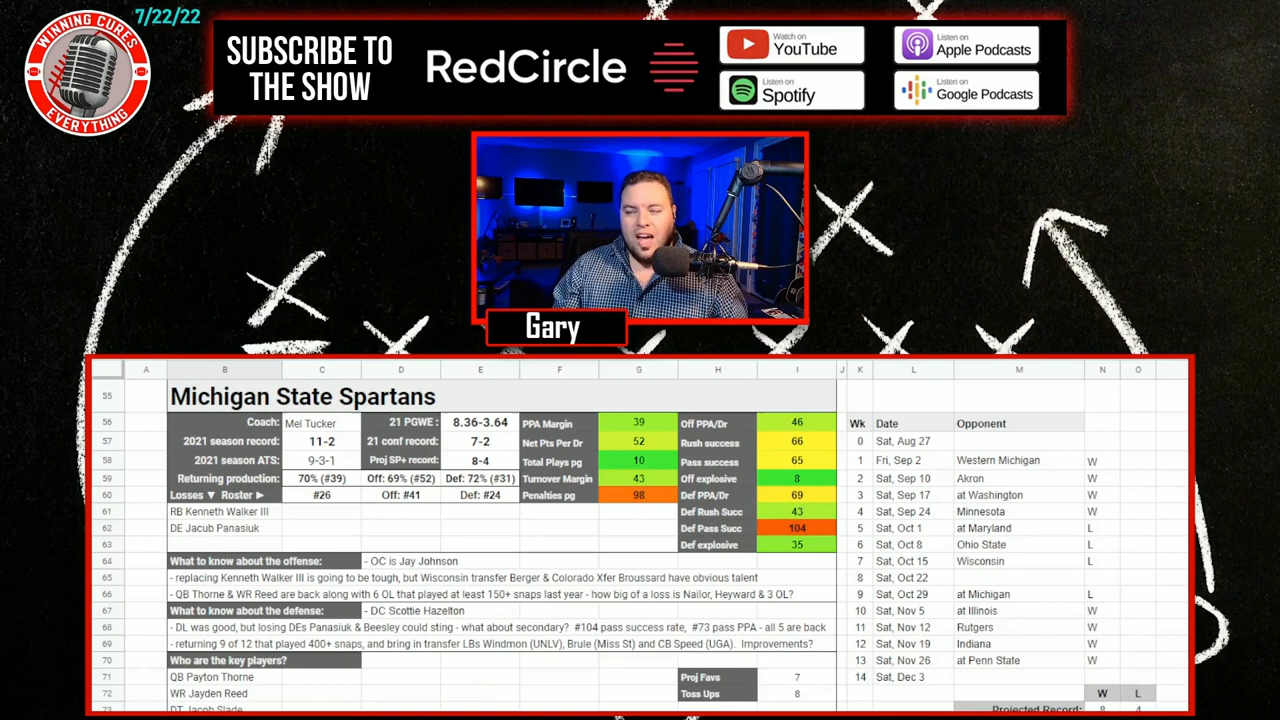 7/22/22
WINNING CURES
EVERYTHING
SUBSCRIBE TO
THE SHOW
RedCircle
Watch on
YouTube
Listen on
Spotify
Listen on
Apple Podcasts
Listen on
Google Podcasts
Gary
A B C D E F G H I J K L M N O
55 Michigan State Spartans
56 Coach: Mel Tucker 21 PGWE : 8.36-3.64 PPA Margin 39 Off PPA/Dr 46 Wk Date Opponent
57 2021 season record: 11-2 21 conf record: 7-2 Net Pts Per Dr 52 Rush success 66 0 Sat, Aug 27
58 2021 season ATS: 9-3-1 Proj SP+ record: 8-4 Total Plays pg 10 Pass success 65 1 Fri, Sep 2 Western Michigan W
59 Returning production: 70% (#39) Off: 69% (#52) Def: 72% (#31) Turnover Margin 43 Off explosive 8 2 Sat, Sep 10 Akron W
60 Losses ▼ Roster ► #26 Off: #41 Def: #24 Penalties pg 98 Def PPA/Dr 69 3 Sat, Sep 17 at Washington W
61 RB Kenneth Walker III Def Rush Succ 43 4 Sat, Sep 24 Minnesota W
62 DE Jacub Panasiuk Def Pass Succ 104 5 Sat, Oct 1 at Maryland L
63 Def explosive 35 6 Sat, Oct 8 Ohio State L
64 What to know about the offense: - OC is Jay Johnson 7 Sat, Oct 15 Wisconsin L
65 - replacing Kenneth Walker III is going to be tough, but Wisconsin transfer Berger & Colorado Xfer Broussard have obvious talent 8 Sat, Oct 22
66 - QB Thorne & WR Reed are back along with 6 OL that played at least 150+ snaps last year - how big of a loss is Nailor, Heyward & 3 OL? 9 Sat, Oct 29 at Michigan L
67 What to know about the defense: - DC Scottie Hazelton 10 Sat, Nov 5 at Illinois W
68 - DL was good, but losing DEs Panasiuk & Beesley could sting - what about secondary? #104 pass success rate, #73 pass PPA - all 5 are back 11 Sat, Nov 12 Rutgers W
69 - returning 9 of 12 that played 400+ snaps, and bring in transfer LBs Windmon (UNLV), Brule (Miss St) and CB Speed (UGA). Improvements? 12 Sat, Nov 19 Indiana W
70 Who are the key players? 13 Sat, Nov 26 at Penn State W
71 QB Payton Thorne Proj Favs 7 14 Sat, Dec 3
72 WR Jayden Reed Toss Ups 8 W L
73 DT Jacob Slade Projected Record: 8 4